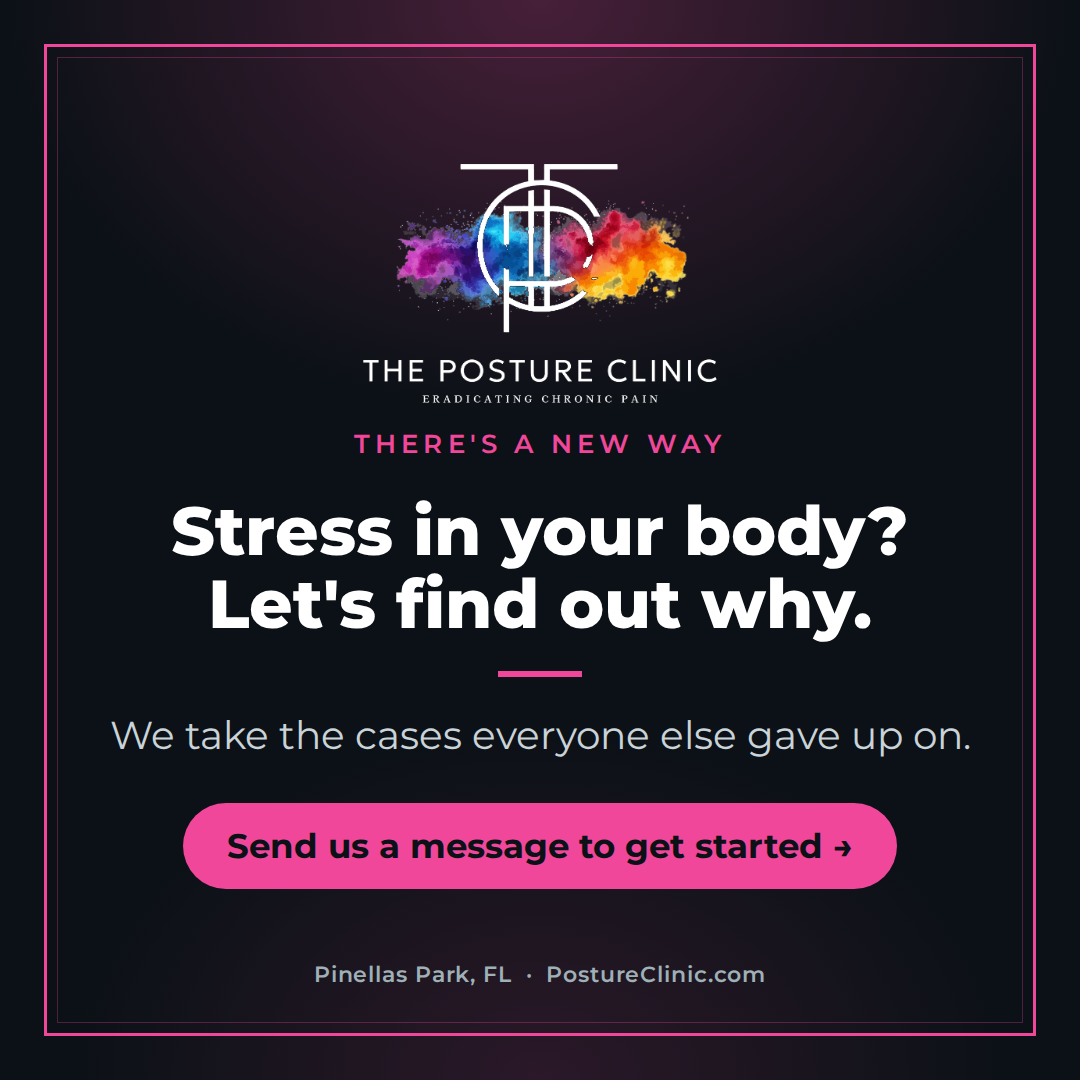 THE POSTURE CLINIC
ERADICATING CHRONIC PAIN
THERE'S A NEW WAY
Stress in your body?
Let's find out why.
We take the cases everyone else gave up on.
Send us a message to get started →
Pinellas Park, FL · PostureClinic.com